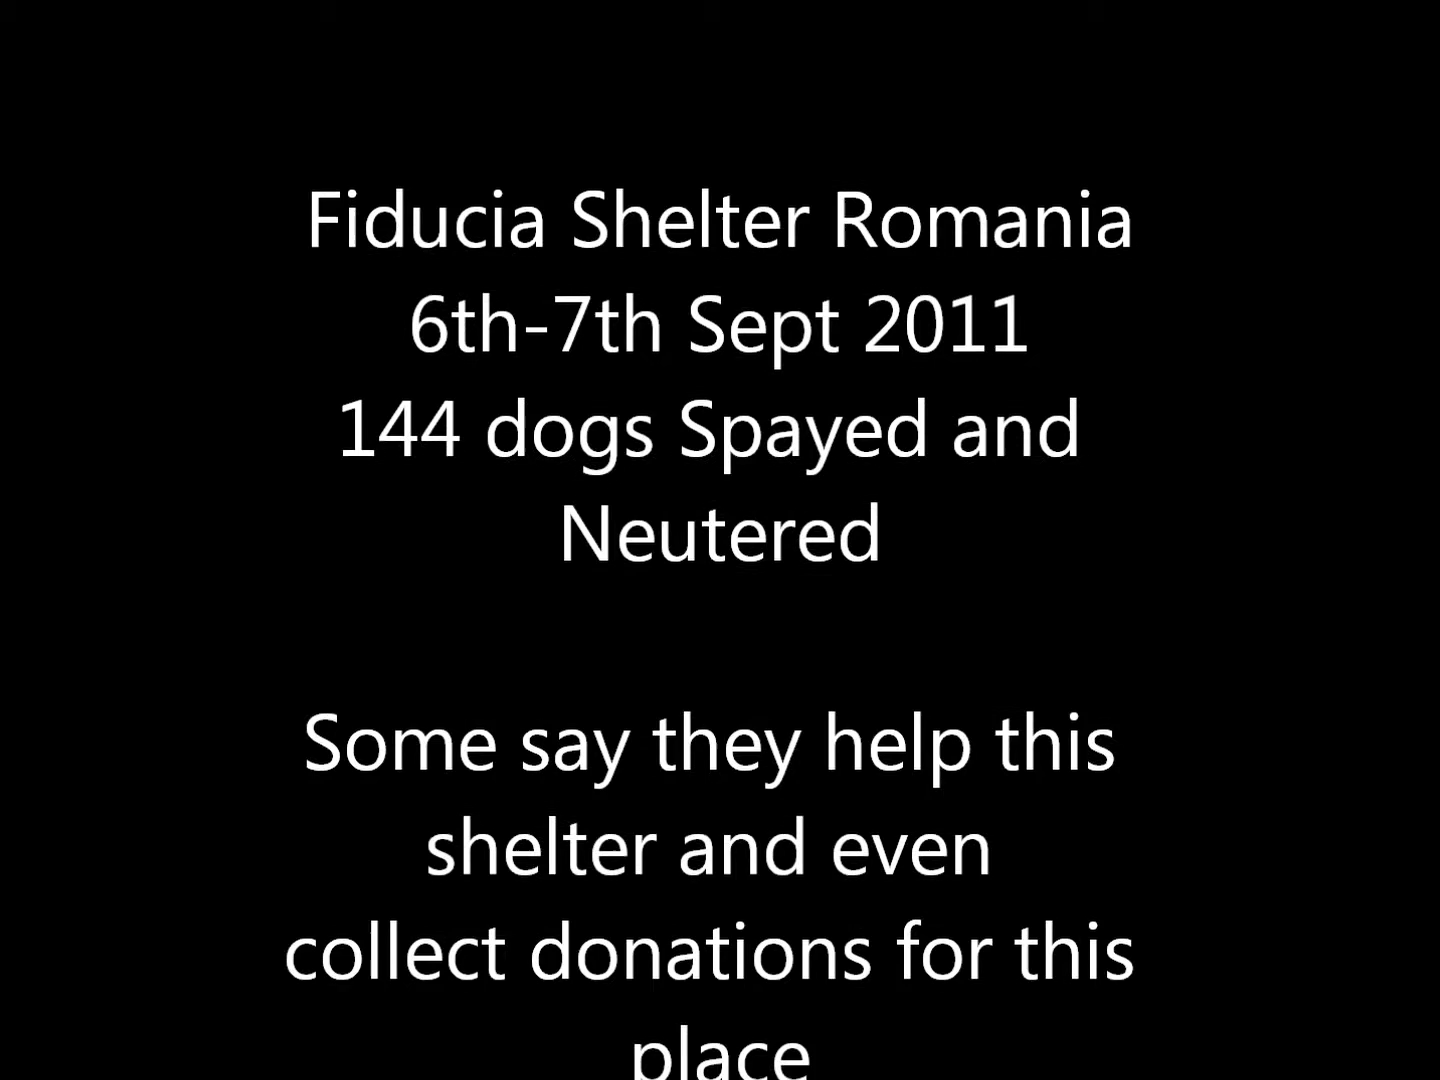 Fiducia Shelter Romania
6th-7th Sept 2011
144 dogs Spayed and
Neutered
Some say they help this
shelter and even
collect donations for this
place